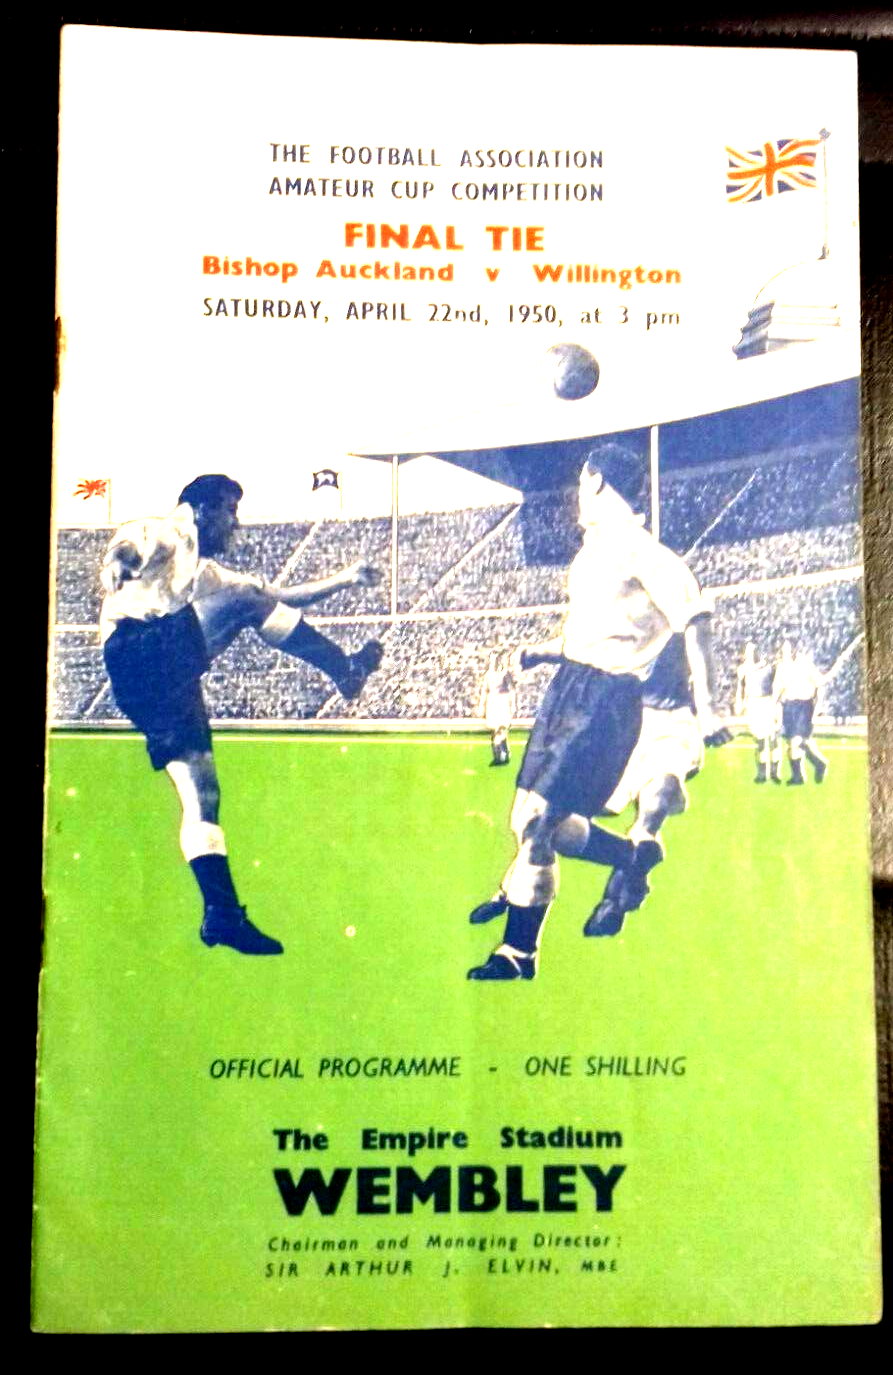 THE FOOTBALL ASSOCIATION
AMATEUR CUP COMPETITION
FINAL TIE
Bishop Auckland v Willington
SATURDAY, APRIL 22nd, 1950, at 3 pm
OFFICIAL PROGRAMME - ONE SHILLING
The Empire Stadium
WEMBLEY
Chairman and Managing Director:
SIR ARTHUR J. ELVIN, MBE